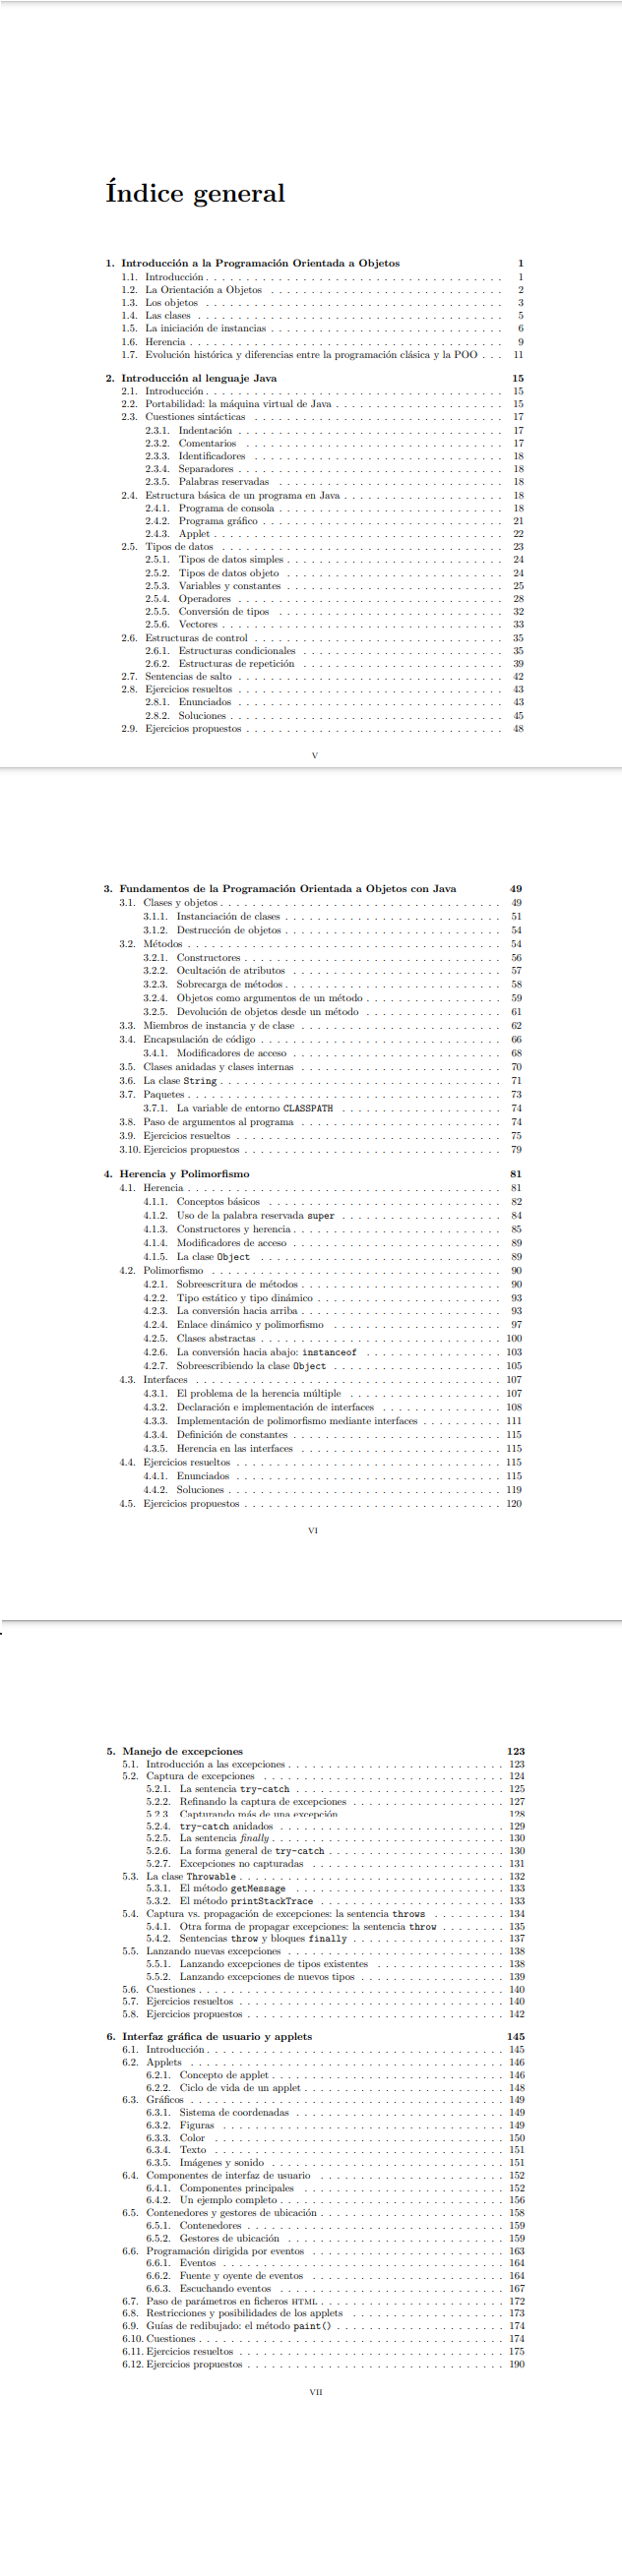 Índice general
1. Introducción a la Programación Orientada a Objetos 1
1.1. Introducción . . . . . . . . . . 1
1.2. La Orientación a Objetos . . . . . . . . . . 2
1.3. Los objetos . . . . . . . . . . 3
1.4. Las clases . . . . . . . . . . 5
1.5. La iniciación de instancias . . . . . . . . . . 6
1.6. Herencia . . . . . . . . . . 9
1.7. Evolución histórica y diferencias entre la programación clásica y la POO . . . 11
2. Introducción al lenguaje Java 15
2.1. Introducción . . . . . . . . . . 15
2.2. Portabilidad: la máquina virtual de Java . . . . . . . . . . 15
2.3. Cuestiones sintácticas . . . . . . . . . . 17
2.3.1. Indentación . . . . . . . . . . 17
2.3.2. Comentarios . . . . . . . . . . 17
2.3.3. Identificadores . . . . . . . . . . 18
2.3.4. Separadores . . . . . . . . . . 18
2.3.5. Palabras reservadas . . . . . . . . . . 18
2.4. Estructura básica de un programa en Java . . . . . . . . . . 18
2.4.1. Programa de consola . . . . . . . . . . 18
2.4.2. Programa gráfico . . . . . . . . . . 21
2.4.3. Applet . . . . . . . . . . 22
2.5. Tipos de datos . . . . . . . . . . 23
2.5.1. Tipos de datos simples . . . . . . . . . . 24
2.5.2. Tipos de datos objeto . . . . . . . . . . 24
2.5.3. Variables y constantes . . . . . . . . . . 25
2.5.4. Operadores . . . . . . . . . . 28
2.5.5. Conversión de tipos . . . . . . . . . . 32
2.5.6. Vectores . . . . . . . . . . 33
2.6. Estructuras de control . . . . . . . . . . 35
2.6.1. Estructuras condicionales . . . . . . . . . . 35
2.6.2. Estructuras de repetición . . . . . . . . . . 39
2.7. Sentencias de salto . . . . . . . . . . 42
2.8. Ejercicios resueltos . . . . . . . . . . 43
2.8.1. Enunciados . . . . . . . . . . 43
2.8.2. Soluciones . . . . . . . . . . 45
2.9. Ejercicios propuestos . . . . . . . . . . 48
V
3. Fundamentos de la Programación Orientada a Objetos con Java 49
3.1. Clases y objetos . . . . . . . . . . 49
3.1.1. Instanciación de clases . . . . . . . . . . 51
3.1.2. Destrucción de objetos . . . . . . . . . . 54
3.2. Métodos . . . . . . . . . . 54
3.2.1. Constructores . . . . . . . . . . 56
3.2.2. Ocultación de atributos . . . . . . . . . . 57
3.2.3. Sobrecarga de métodos . . . . . . . . . . 58
3.2.4. Objetos como argumentos de un método . . . . . . . . . . 59
3.2.5. Devolución de objetos desde un método . . . . . . . . . . 61
3.3. Miembros de instancia y de clase . . . . . . . . . . 62
3.4. Encapsulación de código . . . . . . . . . . 66
3.4.1. Modificadores de acceso . . . . . . . . . . 68
3.5. Clases anidadas y clases internas . . . . . . . . . . 70
3.6. La clase String . . . . . . . . . . 71
3.7. Paquetes . . . . . . . . . . 73
3.7.1. La variable de entorno CLASSPATH . . . . . . . . . . 74
3.8. Paso de argumentos al programa . . . . . . . . . . 74
3.9. Ejercicios resueltos . . . . . . . . . . 75
3.10. Ejercicios propuestos . . . . . . . . . . 79
4. Herencia y Polimorfismo 81
4.1. Herencia . . . . . . . . . . 81
4.1.1. Conceptos básicos . . . . . . . . . . 82
4.1.2. Uso de la palabra reservada super . . . . . . . . . . 84
4.1.3. Constructores y herencia . . . . . . . . . . 85
4.1.4. Modificadores de acceso . . . . . . . . . . 89
4.1.5. La clase Object . . . . . . . . . . 89
4.2. Polimorfismo . . . . . . . . . . 90
4.2.1. Sobreescritura de métodos . . . . . . . . . . 90
4.2.2. Tipo estático y tipo dinámico . . . . . . . . . . 93
4.2.3. La conversión hacia arriba . . . . . . . . . . 93
4.2.4. Enlace dinámico y polimorfismo . . . . . . . . . . 97
4.2.5. Clases abstractas . . . . . . . . . . 100
4.2.6. La conversión hacia abajo: instanceof . . . . . . . . . . 103
4.2.7. Sobreescribiendo la clase Object . . . . . . . . . . 105
4.3. Interfaces . . . . . . . . . . 107
4.3.1. El problema de la herencia múltiple . . . . . . . . . . 107
4.3.2. Declaración e implementación de interfaces . . . . . . . . . . 108
4.3.3. Implementación de polimorfismo mediante interfaces . . . . . . . . . . 111
4.3.4. Definición de constantes . . . . . . . . . . 115
4.3.5. Herencia en las interfaces . . . . . . . . . . 115
4.4. Ejercicios resueltos . . . . . . . . . . 115
4.4.1. Enunciados . . . . . . . . . . 115
4.4.2. Soluciones . . . . . . . . . . 119
4.5. Ejercicios propuestos . . . . . . . . . . 120
VI
5. Manejo de excepciones 123
5.1. Introducción a las excepciones . . . . . . . . . . 123
5.2. Captura de excepciones . . . . . . . . . . 124
5.2.1. La sentencia try-catch . . . . . . . . . . 125
5.2.2. Refinando la captura de excepciones . . . . . . . . . . 127
5.2.3. Capturando más de una excepción . . . . . . . . . . 128
5.2.4. try-catch anidados . . . . . . . . . . 129
5.2.5. La sentencia finally . . . . . . . . . . 130
5.2.6. La forma general de try-catch . . . . . . . . . . 130
5.2.7. Excepciones no capturadas . . . . . . . . . . 131
5.3. La clase Throwable . . . . . . . . . . 132
5.3.1. El método getMessage . . . . . . . . . . 133
5.3.2. El método printStackTrace . . . . . . . . . . 133
5.4. Captura vs. propagación de excepciones: la sentencia throws . . . . . . . . . 134
5.4.1. Otra forma de propagar excepciones: la sentencia throw . . . . . . . . 135
5.4.2. Sentencias throw y bloques finally . . . . . . . . . . 137
5.5. Lanzando nuevas excepciones . . . . . . . . . . 138
5.5.1. Lanzando excepciones de tipos existentes . . . . . . . . . . 138
5.5.2. Lanzando excepciones de nuevos tipos . . . . . . . . . . 139
5.6. Cuestiones . . . . . . . . . . 140
5.7. Ejercicios resueltos . . . . . . . . . . 140
5.8. Ejercicios propuestos . . . . . . . . . . 142
6. Interfaz gráfica de usuario y applets 145
6.1. Introducción . . . . . . . . . . 145
6.2. Applets . . . . . . . . . . 146
6.2.1. Concepto de applet . . . . . . . . . . 146
6.2.2. Ciclo de vida de un applet . . . . . . . . . . 148
6.3. Gráficos . . . . . . . . . . 149
6.3.1. Sistema de coordenadas . . . . . . . . . . 149
6.3.2. Figuras . . . . . . . . . . 149
6.3.3. Color . . . . . . . . . . 150
6.3.4. Texto . . . . . . . . . . 151
6.3.5. Imágenes y sonido . . . . . . . . . . 151
6.4. Componentes de interfaz de usuario . . . . . . . . . . 152
6.4.1. Componentes principales . . . . . . . . . . 152
6.4.2. Un ejemplo completo . . . . . . . . . . 156
6.5. Contenedores y gestores de ubicación . . . . . . . . . . 158
6.5.1. Contenedores . . . . . . . . . . 159
6.5.2. Gestores de ubicación . . . . . . . . . . 159
6.6. Programación dirigida por eventos . . . . . . . . . . 163
6.6.1. Eventos . . . . . . . . . . 164
6.6.2. Fuente y oyente de eventos . . . . . . . . . . 164
6.6.3. Escuchando eventos . . . . . . . . . . 167
6.7. Paso de parámetros en ficheros HTML . . . . . . . . . . 172
6.8. Restricciones y posibilidades de los applets . . . . . . . . . . 173
6.9. Guías de redibujado: el método paint() . . . . . . . . . . 174
6.10. Cuestiones . . . . . . . . . . 174
6.11. Ejercicios resueltos . . . . . . . . . . 175
6.12. Ejercicios propuestos . . . . . . . . . . 190
VII